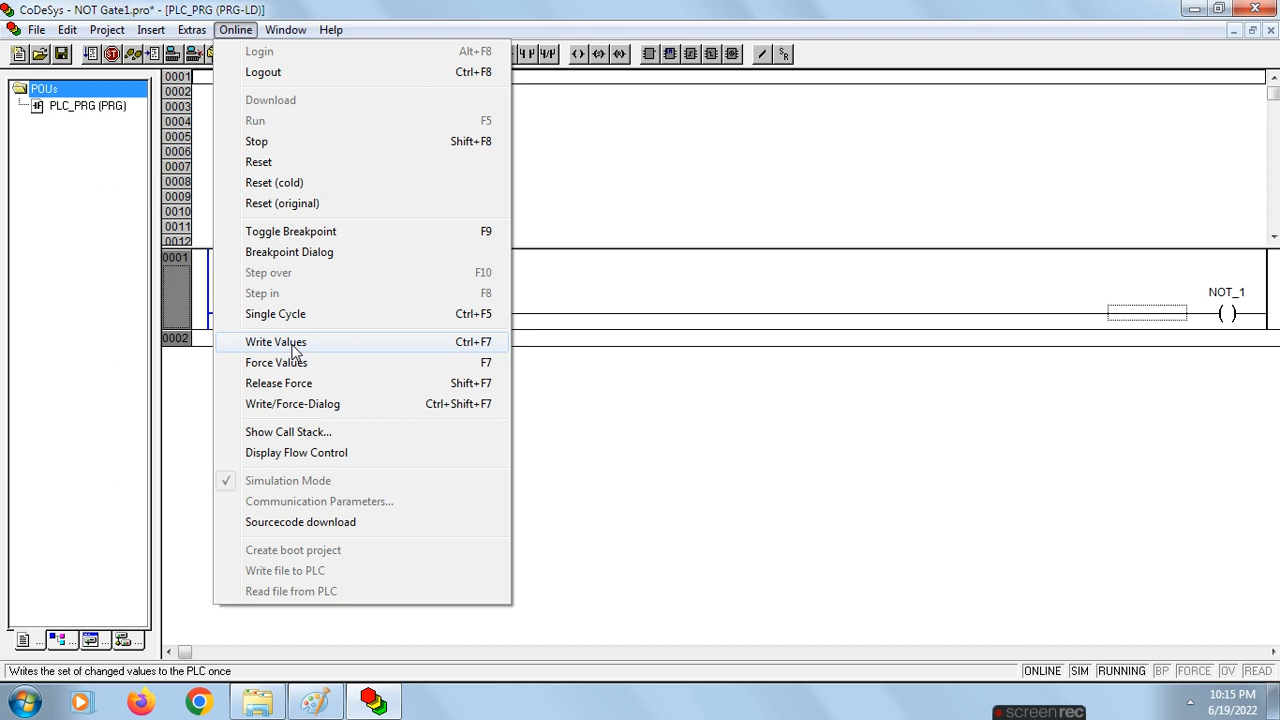 CoDeSys - NOT Gate1.pro* - [PLC_PRG (PRG-LD)]
File Edit Project Insert Extras Online Window Help
POUs
PLC_PRG (PRG)
Login Alt+F8
Logout Ctrl+F8
Download
Run F5
Stop Shift+F8
Reset
Reset (cold)
Reset (original)
Toggle Breakpoint F9
Breakpoint Dialog
Step over F10
Step in F8
Single Cycle Ctrl+F5
Write Values Ctrl+F7
Force Values F7
Release Force Shift+F7
Write/Force-Dialog Ctrl+Shift+F7
Show Call Stack...
Display Flow Control
Simulation Mode
Communication Parameters...
Sourcecode download
Create boot project
Write file to PLC
Read file from PLC
0001
0002
0003
0004
0005
0006
0007
0008
0009
0010
0011
0012
0001
NOT_1
0002
Writes the set of changed values to the PLC once
ONLINE SIM RUNNING BP FORCE OV READ
10:15 PM
6/19/2022
screenrec